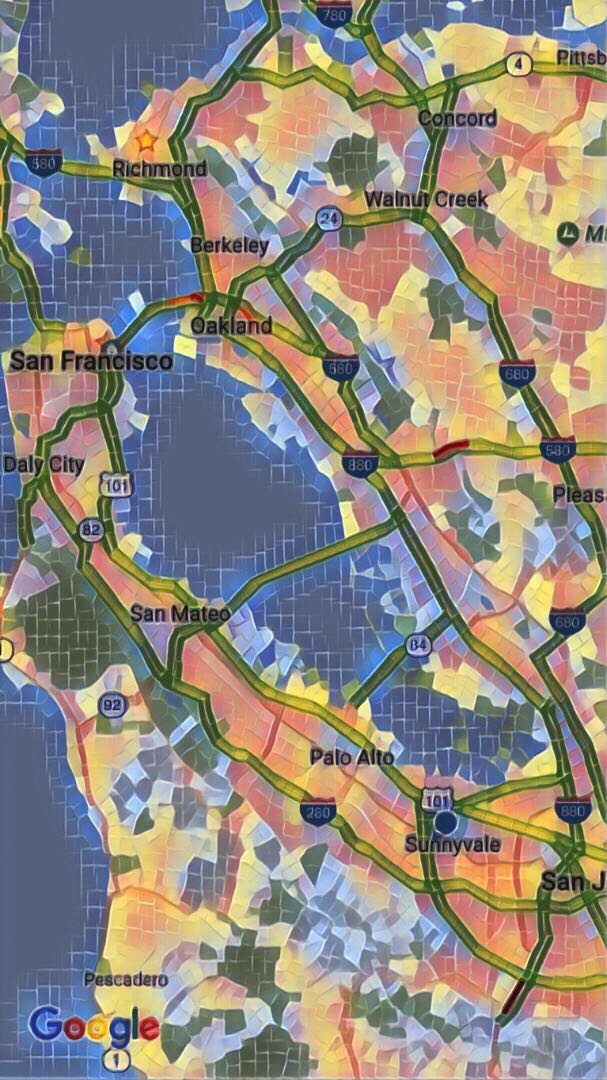 780
4
Pittsb
Concord
580
Richmond
Walnut Creek
24
Berkeley
Oakland
San Francisco
580
680
580
880
Daly City
101
Pleas
82
San Mateo
680
84
92
Palo Alto
101
280
880
Sunnyvale
San J
Pescadero
Google
1